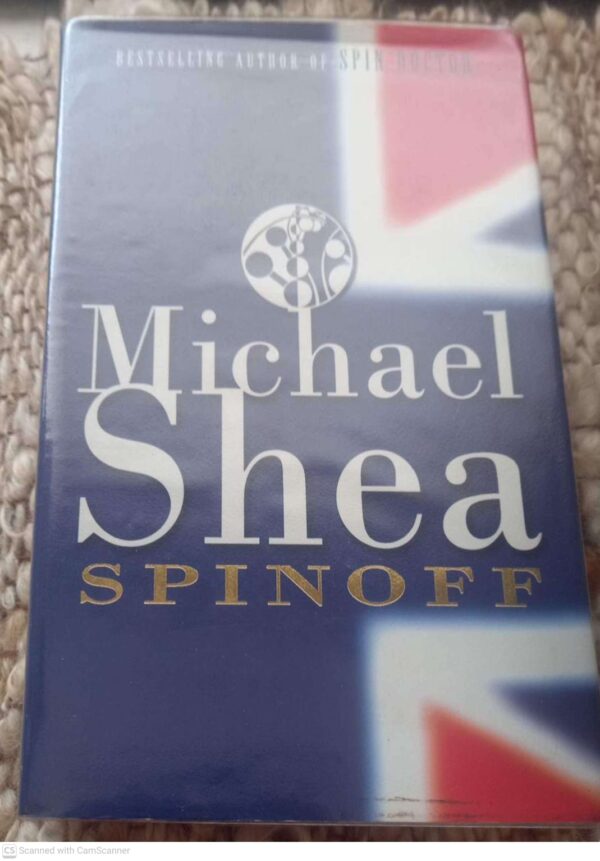 BESTSELLING AUTHOR OF SPIN DOCTOR
Michael
Shea
SPINOFF
CS Scanned with CamScanner